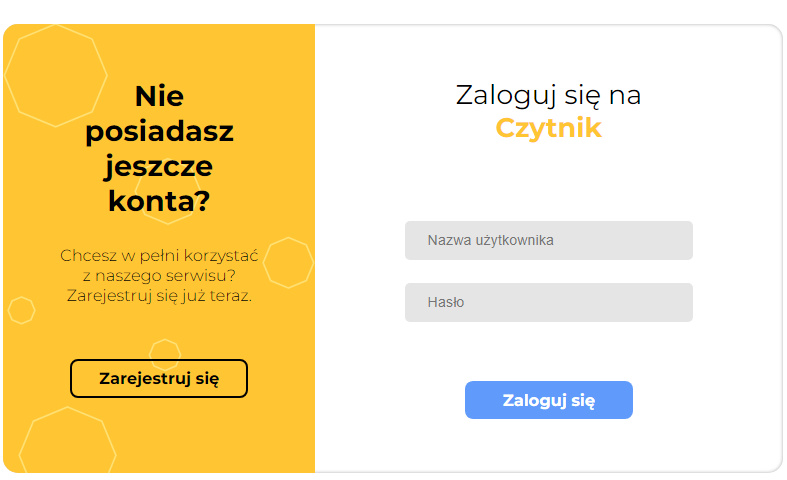 Nie
posiadasz
jeszcze
konta?
Chcesz w pełni korzystać
z naszego serwisu?
Zarejestruj się już teraz.
Zarejestruj się
Zaloguj się na
Czytnik
Nazwa użytkownika
Hasło
Zaloguj się